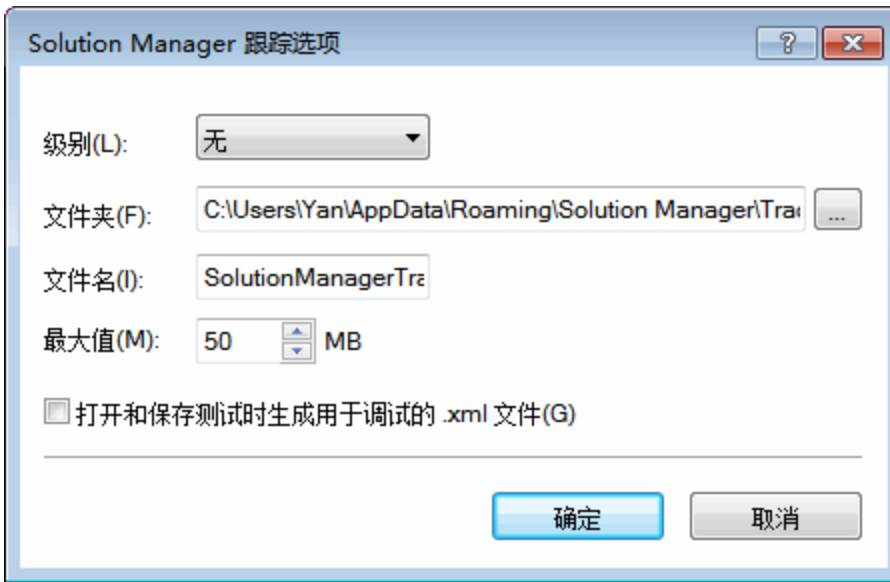 Solution Manager 跟踪选项
级别(L): 无
文件夹(F): C:\Users\Yan\AppData\Roaming\Solution Manager\Trac ...
文件名(I): SolutionManagerTra
最大值(M): 50 MB
打开和保存测试时生成用于调试的 .xml 文件(G)
确定 取消